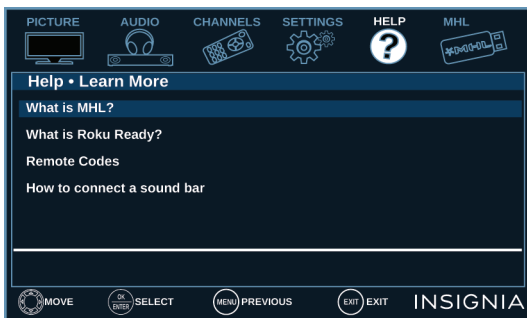 PICTURE AUDIO CHANNELS SETTINGS HELP MHL
?
MHL
Help • Learn More
What is MHL?
What is Roku Ready?
Remote Codes
How to connect a sound bar
OK ENTER MENU EXIT
MOVE SELECT PREVIOUS EXIT INSIGNIA